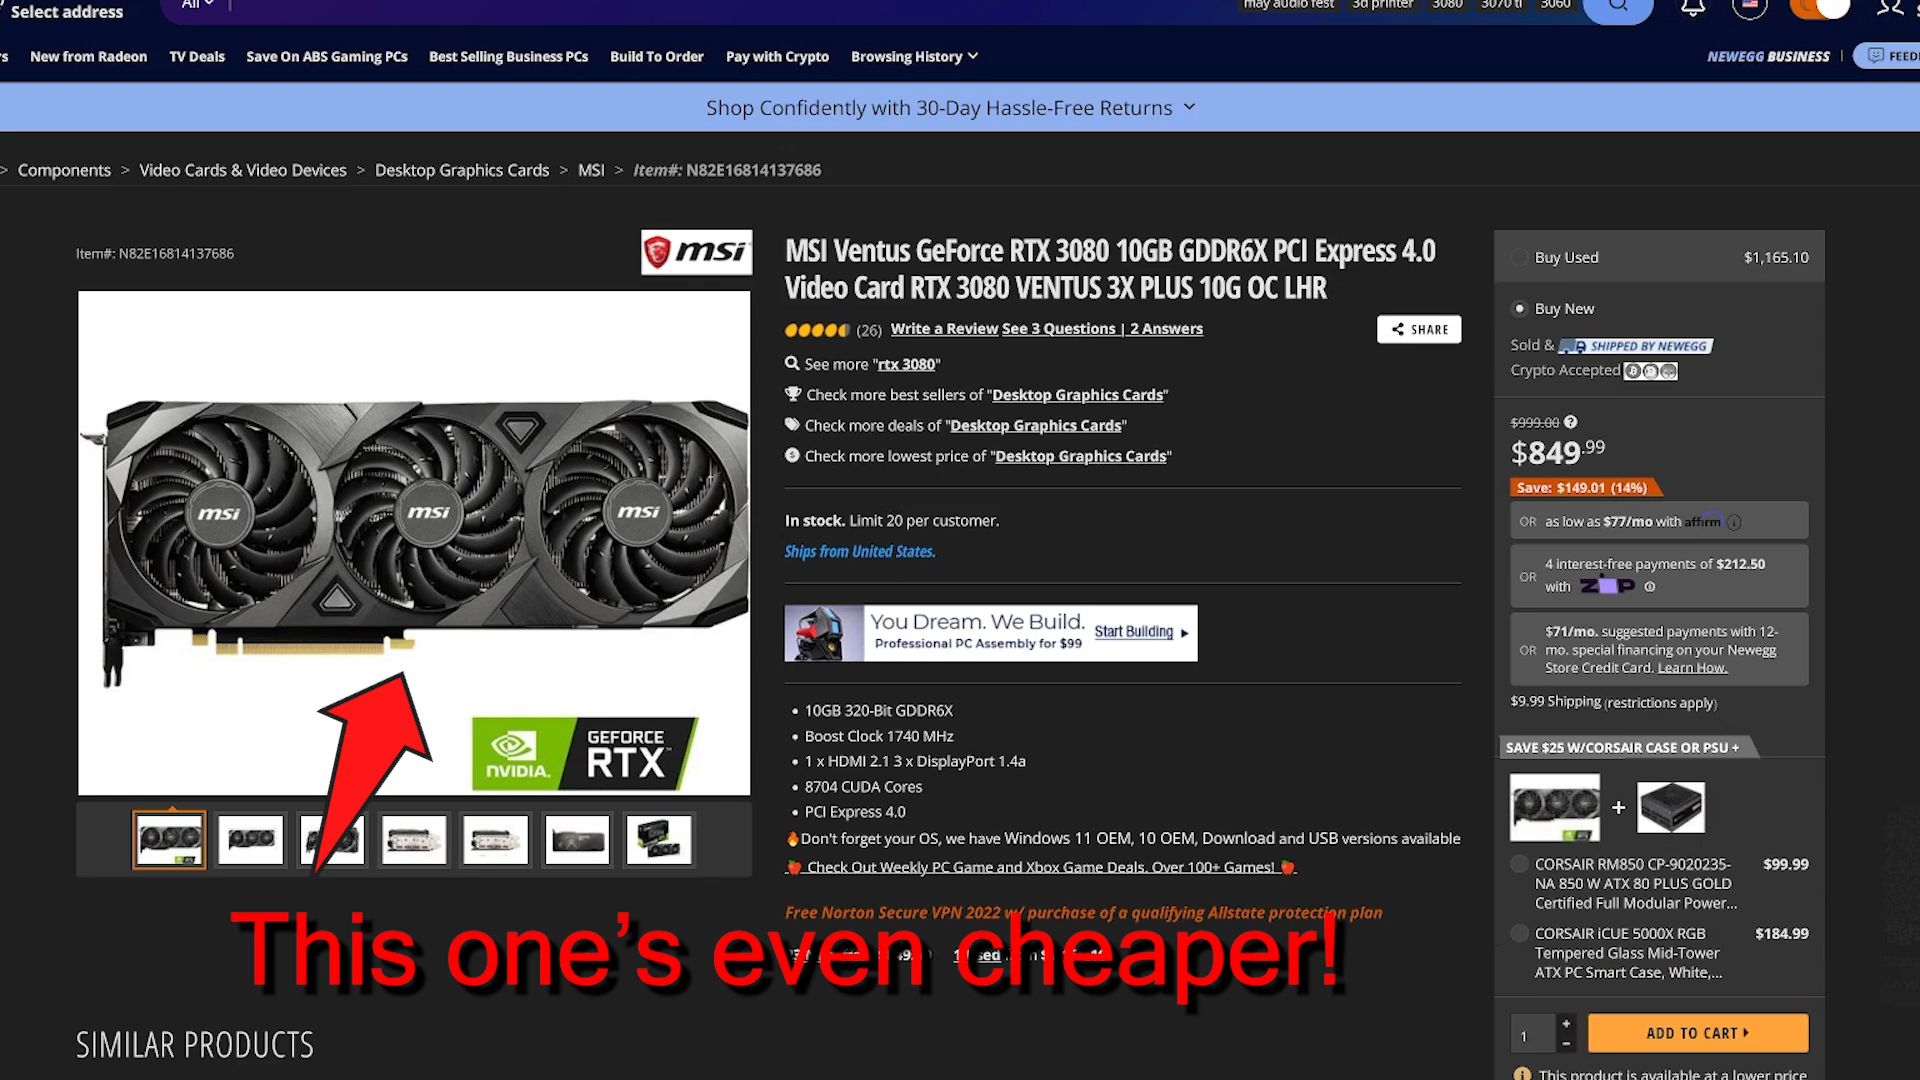 Select address
All
may audio fest 3d printer 3080 3070 ti 3060
New from Radeon TV Deals Save On ABS Gaming PCs Best Selling Business PCs Build To Order Pay with Crypto Browsing History
NEWEGG BUSINESS
Shop Confidently with 30-Day Hassle-Free Returns
> Components > Video Cards & Video Devices > Desktop Graphics Cards > MSI > Item#: N82E16814137686
Item#: N82E16814137686
msi
msi msi msi
NVIDIA.
GEFORCE
RTX™
MSI Ventus GeForce RTX 3080 10GB GDDR6X PCI Express 4.0
Video Card RTX 3080 VENTUS 3X PLUS 10G OC LHR
(26) Write a Review See 3 Questions | 2 Answers
SHARE
See more "rtx 3080"
Check more best sellers of "Desktop Graphics Cards"
Check more deals of "Desktop Graphics Cards"
Check more lowest price of "Desktop Graphics Cards"
In stock. Limit 20 per customer.
Ships from United States.
You Dream. We Build.
Professional PC Assembly for $99
Start Building
• 10GB 320-Bit GDDR6X
• Boost Clock 1740 MHz
• 1 x HDMI 2.1 3 x DisplayPort 1.4a
• 8704 CUDA Cores
• PCI Express 4.0
Don't forget your OS, we have Windows 11 OEM, 10 OEM, Download and USB versions available
Check Out Weekly PC Game and Xbox Game Deals. Over 100+ Games!
Free Norton Secure VPN 2022 w/ purchase of a qualifying Allstate protection plan
This one's even cheaper!
SIMILAR PRODUCTS
Buy Used $1,165.10
Buy New
Sold & SHIPPED BY NEWEGG
Crypto Accepted
$999.00
$849.99
Save: $149.01 (14%)
OR as low as $77/mo with affirm
OR 4 interest-free payments of $212.50
with ZIP
OR $71/mo. suggested payments with 12-
mo. special financing on your Newegg
Store Credit Card. Learn How.
$9.99 Shipping (restrictions apply)
SAVE $25 W/CORSAIR CASE OR PSU +
+
CORSAIR RM850 CP-9020235- $99.99
NA 850 W ATX 80 PLUS GOLD
Certified Full Modular Power...
CORSAIR iCUE 5000X RGB $184.99
Tempered Glass Mid-Tower
ATX PC Smart Case, White,...
1 + -
ADD TO CART
This product is available at a lower price